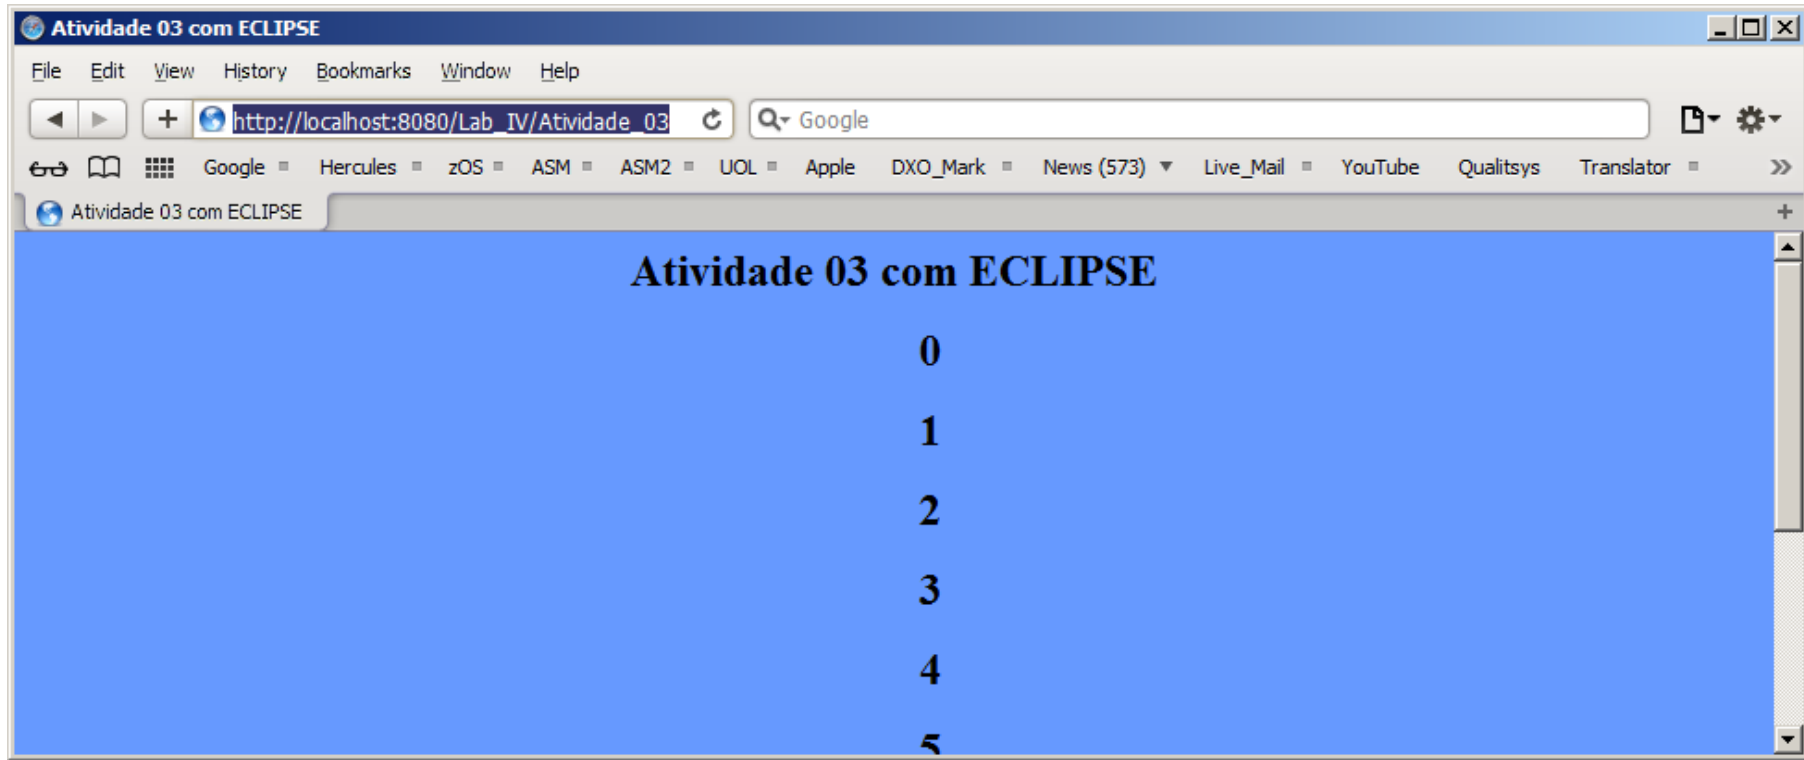 Atividade 03 com ECLIPSE
File Edit View History Bookmarks Window Help
http://localhost:8080/Lab_IV/Atividade_03 Google
Google Hercules zOS ASM ASM2 UOL Apple DXO_Mark News (573) Live_Mail YouTube Qualitsys Translator
Atividade 03 com ECLIPSE
Atividade 03 com ECLIPSE
0
1
2
3
4
5